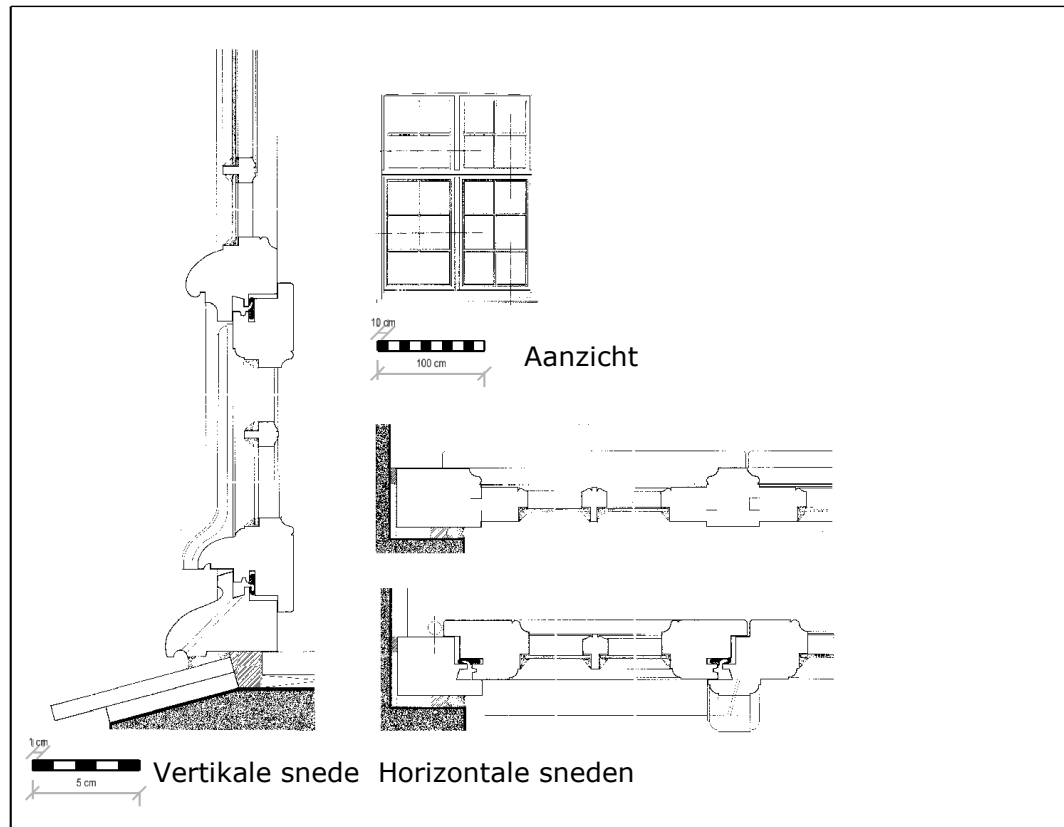 10 cm
100 cm
Aanzicht
1 cm
5 cm
Vertikale snede
Horizontale sneden